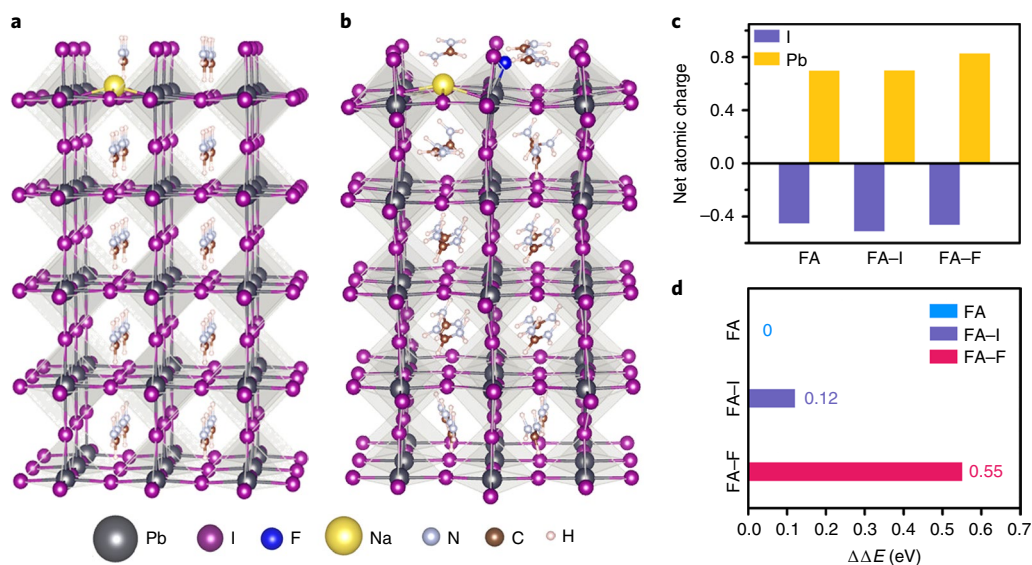 a
b
Pb
I
F
Na
N
C
H
c
I
Pb
Net atomic charge
0.8
0.4
0.0
−0.4
FA
FA–I
FA–F
d
FA
FA–I
FA–F
0
0.12
0.55
FA
FA–I
FA–F
0.0 0.1 0.2 0.3 0.4 0.5 0.6 0.7
ΔΔE (eV)